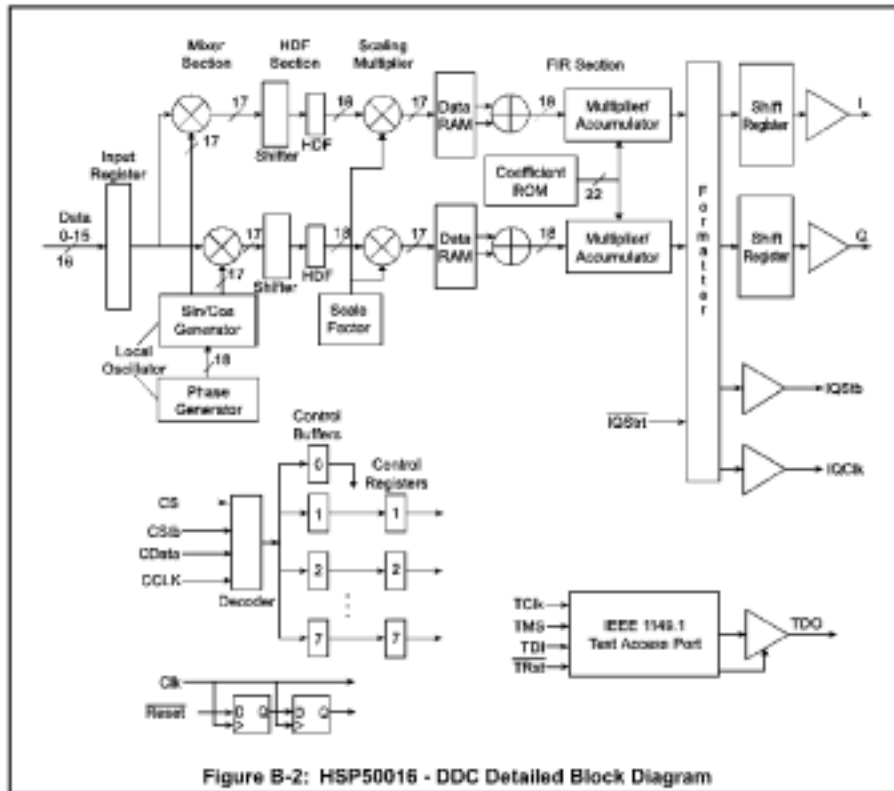 Mixer Section
HDF Section
Scaling Multiplier
FIR Section
Input Register
Data 0-15
16
17
17
Shifter
HDF
18
17
Data RAM
18
Multiplier/ Accumulator
Coefficient ROM
22
Formatter
Shift Register
I
17
17
Shifter
HDF
18
17
Data RAM
18
Multiplier/ Accumulator
Shift Register
Q
Sin/Cos Generator
Scale Factor
Local Oscillator
18
Phase Generator
IQStrt
IQStb
IQClk
Control Buffers
Control Registers
0
CS
CStb
CData
CCLK
Decoder
1
1
2
2
7
7
Clk
Reset
D Q
D Q
TClk
TMS
TDI
TRst
IEEE 1149.1 Test Access Port
TDO
Figure B-2: HSP50016 - DDC Detailed Block Diagram